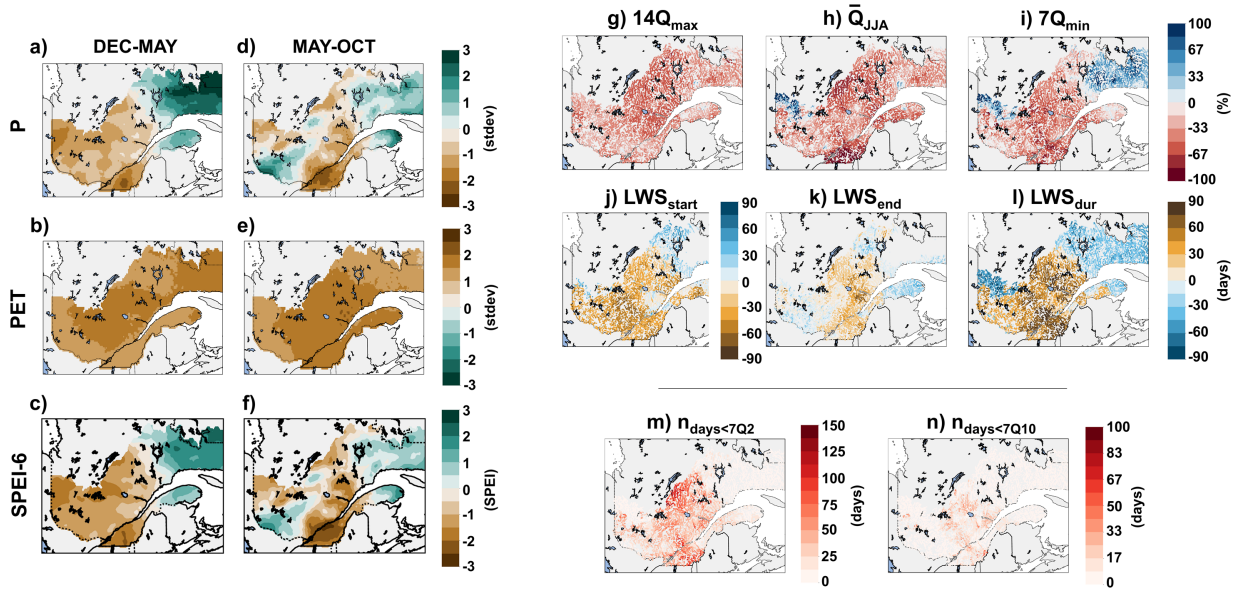 DEC-MAY
MAY-OCT
a)
d)
P
3
2
1
0
-1
-2
-3
(stdev)
b)
e)
PET
3
2
1
0
-1
-2
-3
(stdev)
c)
f)
SPEI-6
3
2
1
0
-1
-2
-3
(SPEI)
g) 14Qmax
h) Q̅JJA
i) 7Qmin
100
67
33
0
-33
-67
-100
(%)
j) LWSstart
k) LWSend
l) LWSdur
90
60
30
0
-30
-60
-90
90
60
30
0
-30
-60
-90
(days)
m) ndays<7Q2
150
125
100
75
50
25
0
(days)
n) ndays<7Q10
100
83
67
50
33
17
0
(days)